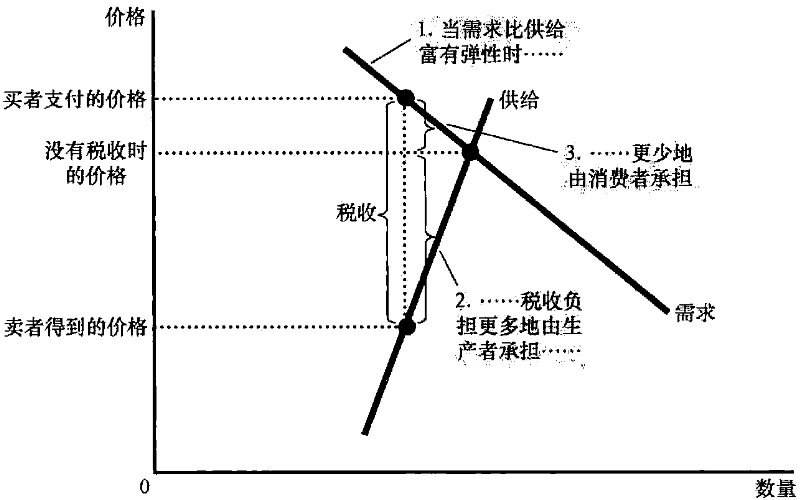 价格
1. 当需求比供给
富有弹性时……
买者支付的价格
供给
没有税收时
的价格
3. ……更少地
由消费者承担
税收
2. ……税收负
担更多地由生
产者承担……
卖者得到的价格
需求
0
数量